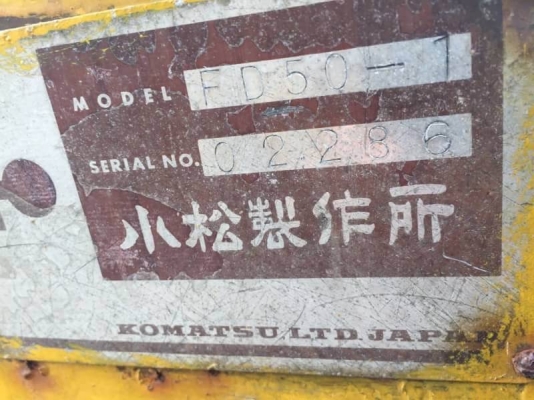 MODEL FD50-1
SERIAL NO. 02286
小松製作所
KOMATSU, LTD. JAPAN